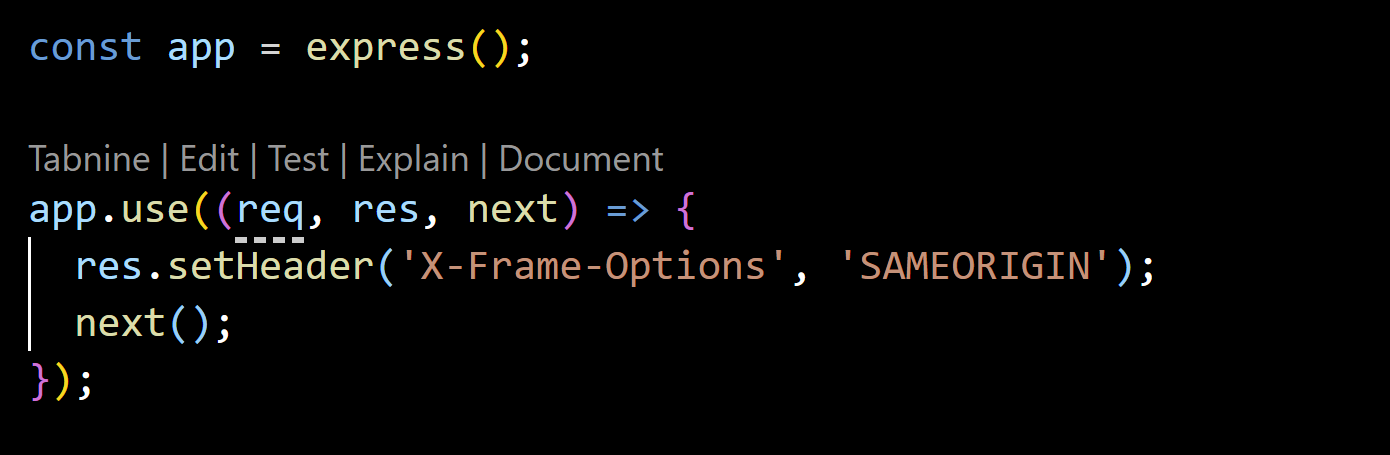 const app = express();
Tabnine | Edit | Test | Explain | Document
app.use((req, res, next) => {
  res.setHeader('X-Frame-Options', 'SAMEORIGIN');
  next();
});